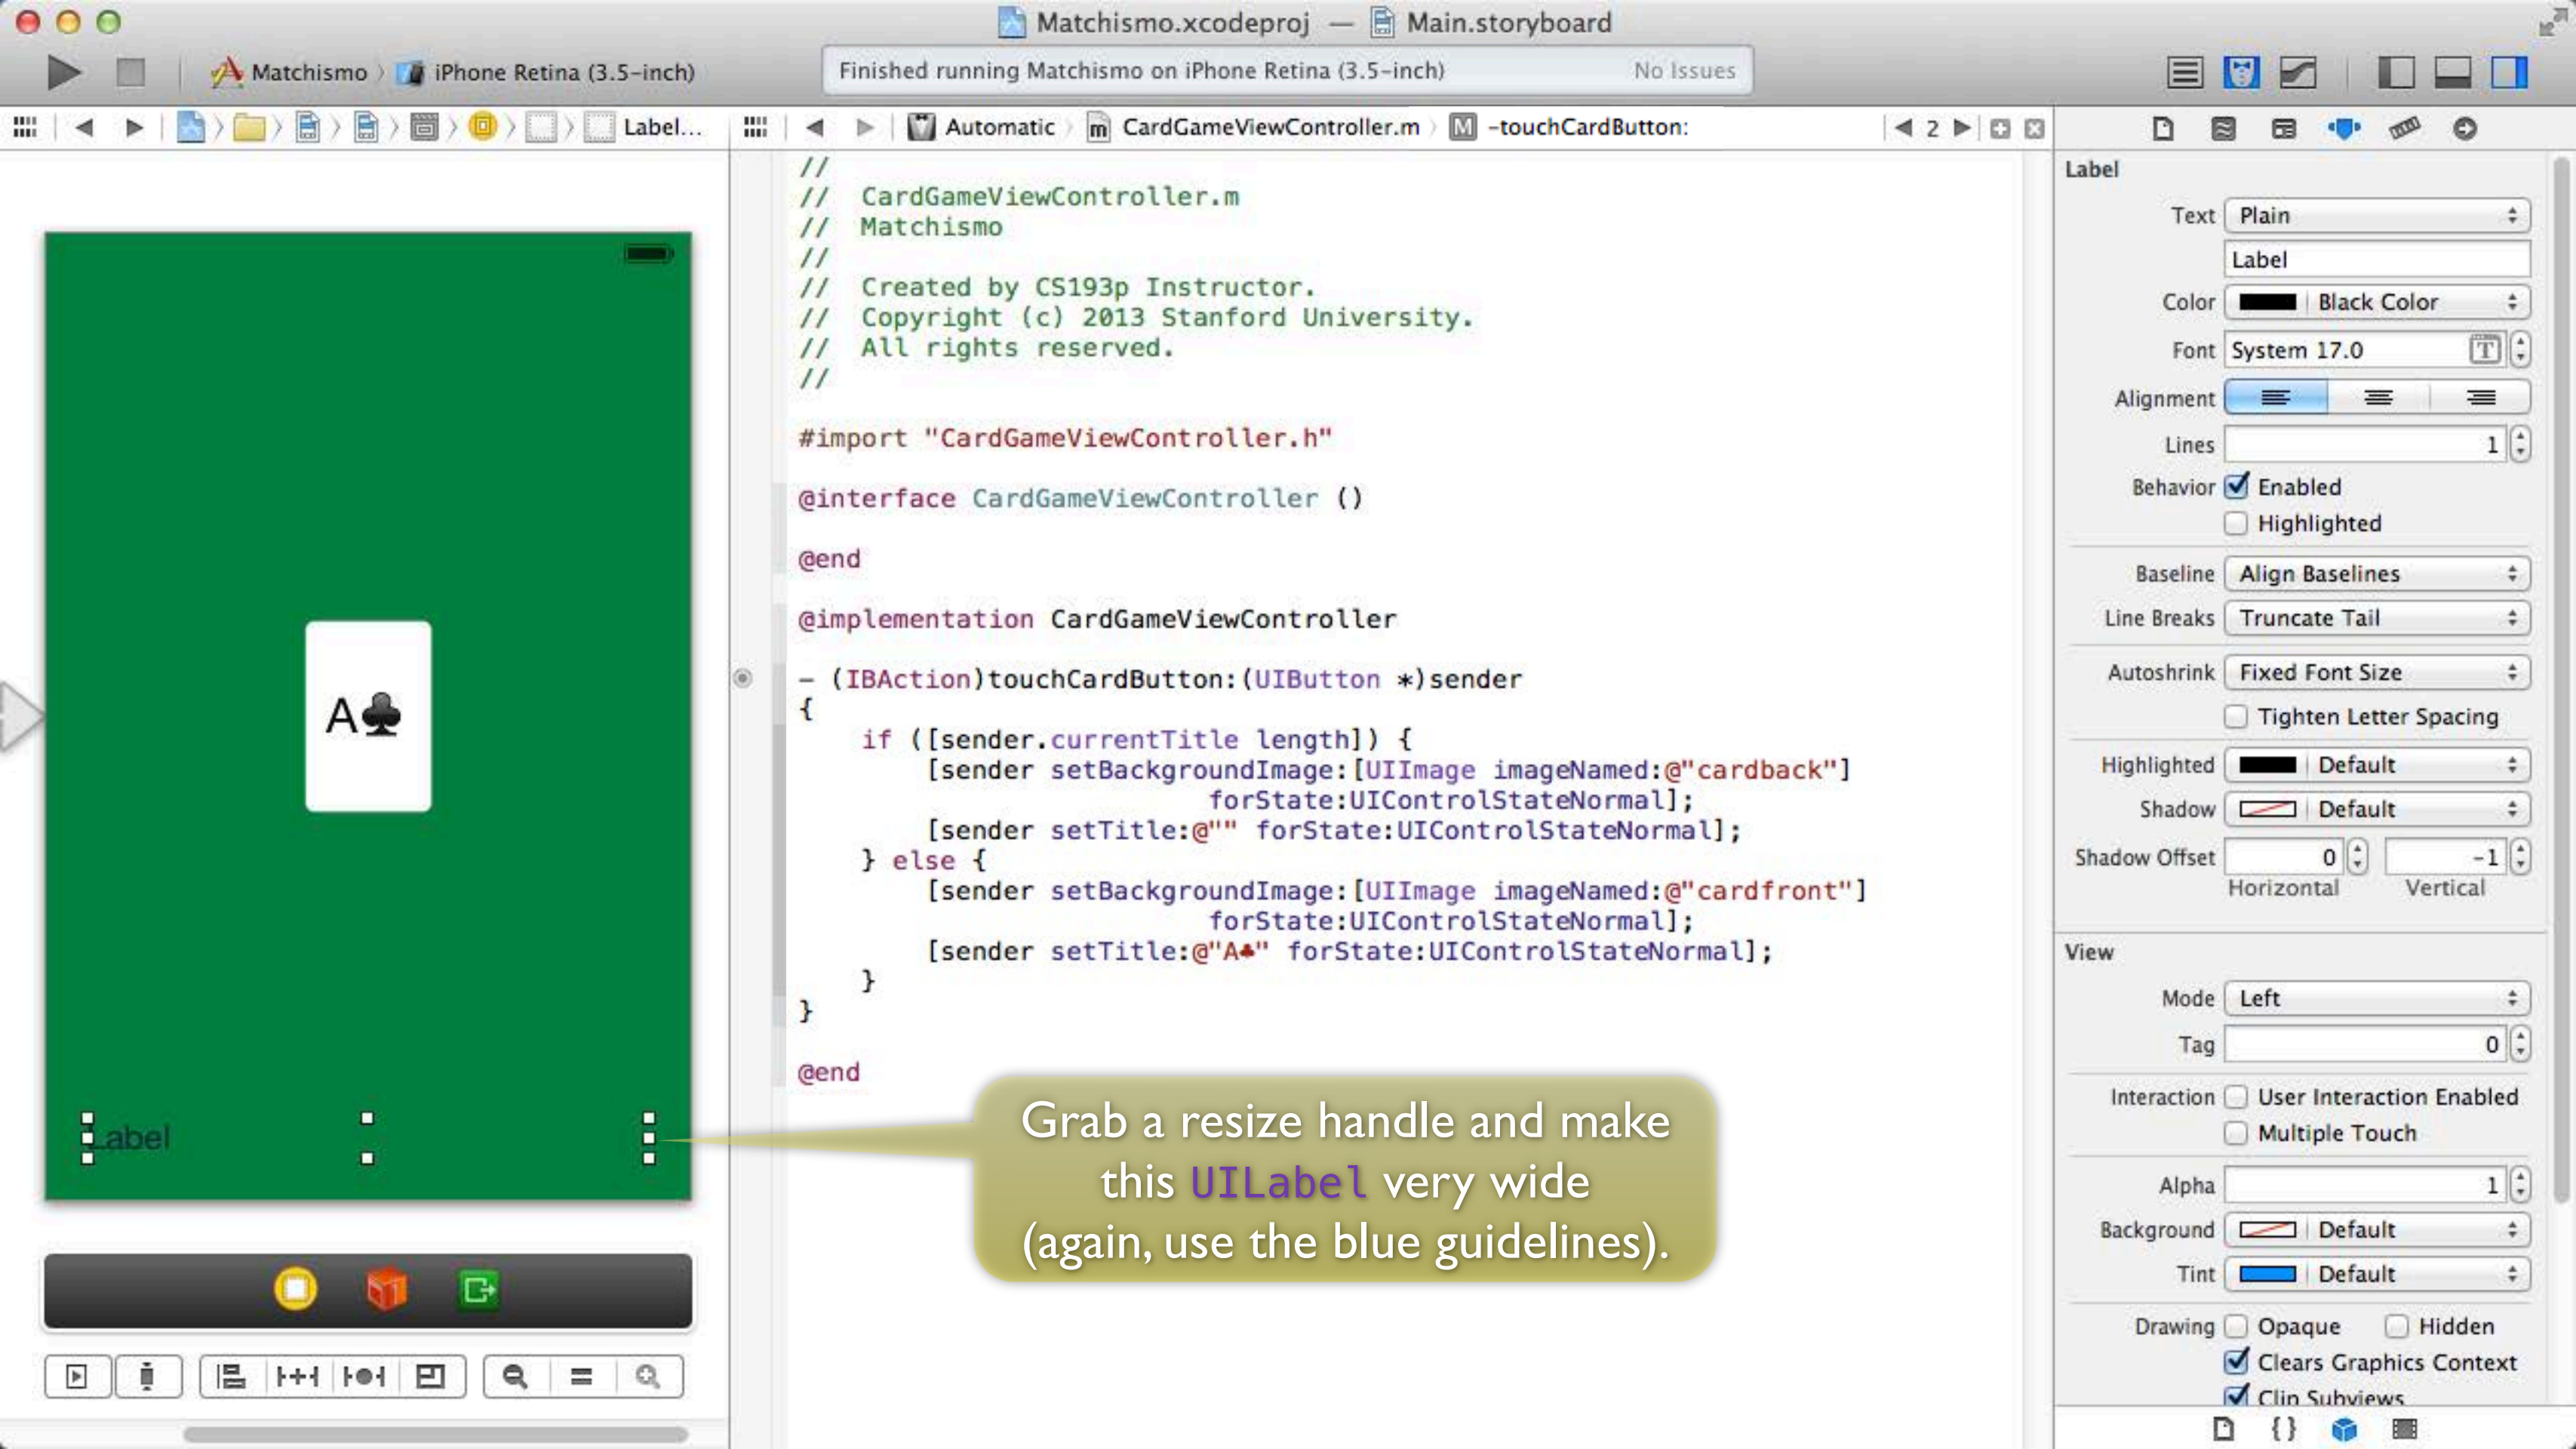 Matchismo.xcodeproj — Main.storyboard
Matchismo
iPhone Retina (3.5-inch)
Finished running Matchismo on iPhone Retina (3.5-inch)
No Issues
Label...
Automatic
CardGameViewController.m
M
-touchCardButton:
2
A♣
Label
//
// CardGameViewController.m
// Matchismo
//
// Created by CS193p Instructor.
// Copyright (c) 2013 Stanford University.
// All rights reserved.
//
#import "CardGameViewController.h"
@interface CardGameViewController ()
@end
@implementation CardGameViewController
- (IBAction)touchCardButton:(UIButton *)sender
{
if ([sender.currentTitle length]) {
[sender setBackgroundImage:[UIImage imageNamed:@"cardback"]
forState:UIControlStateNormal];
[sender setTitle:@"" forState:UIControlStateNormal];
} else {
[sender setBackgroundImage:[UIImage imageNamed:@"cardfront"]
forState:UIControlStateNormal];
[sender setTitle:@"A♣" forState:UIControlStateNormal];
}
}
@end
Grab a resize handle and make
this UILabel very wide
(again, use the blue guidelines).
Label
Text Plain
Label
Color Black Color
Font System 17.0
Alignment
Lines 1
Behavior Enabled
Highlighted
Baseline Align Baselines
Line Breaks Truncate Tail
Autoshrink Fixed Font Size
Tighten Letter Spacing
Highlighted Default
Shadow Default
Shadow Offset 0 -1
Horizontal Vertical
View
Mode Left
Tag 0
Interaction User Interaction Enabled
Multiple Touch
Alpha 1
Background Default
Tint Default
Drawing Opaque Hidden
Clears Graphics Context
Clip Subviews